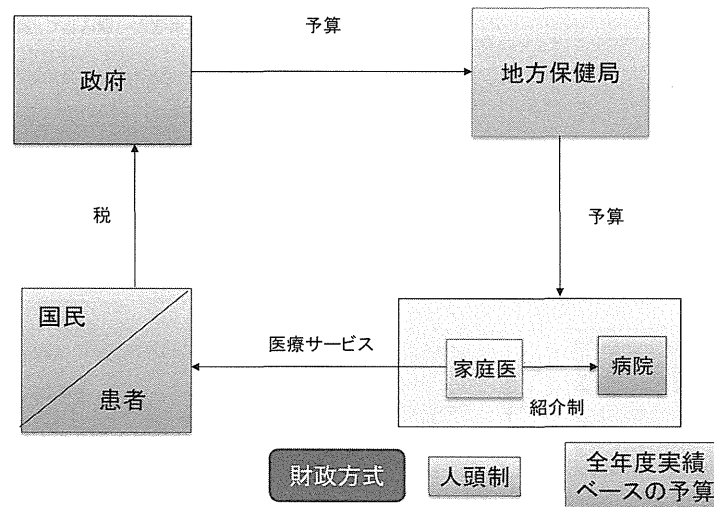 予算
政府
地方保健局
税
予算
国民
患者
医療サービス
家庭医
病院
紹介制
財政方式
人頭制
全年度実績
ベースの予算